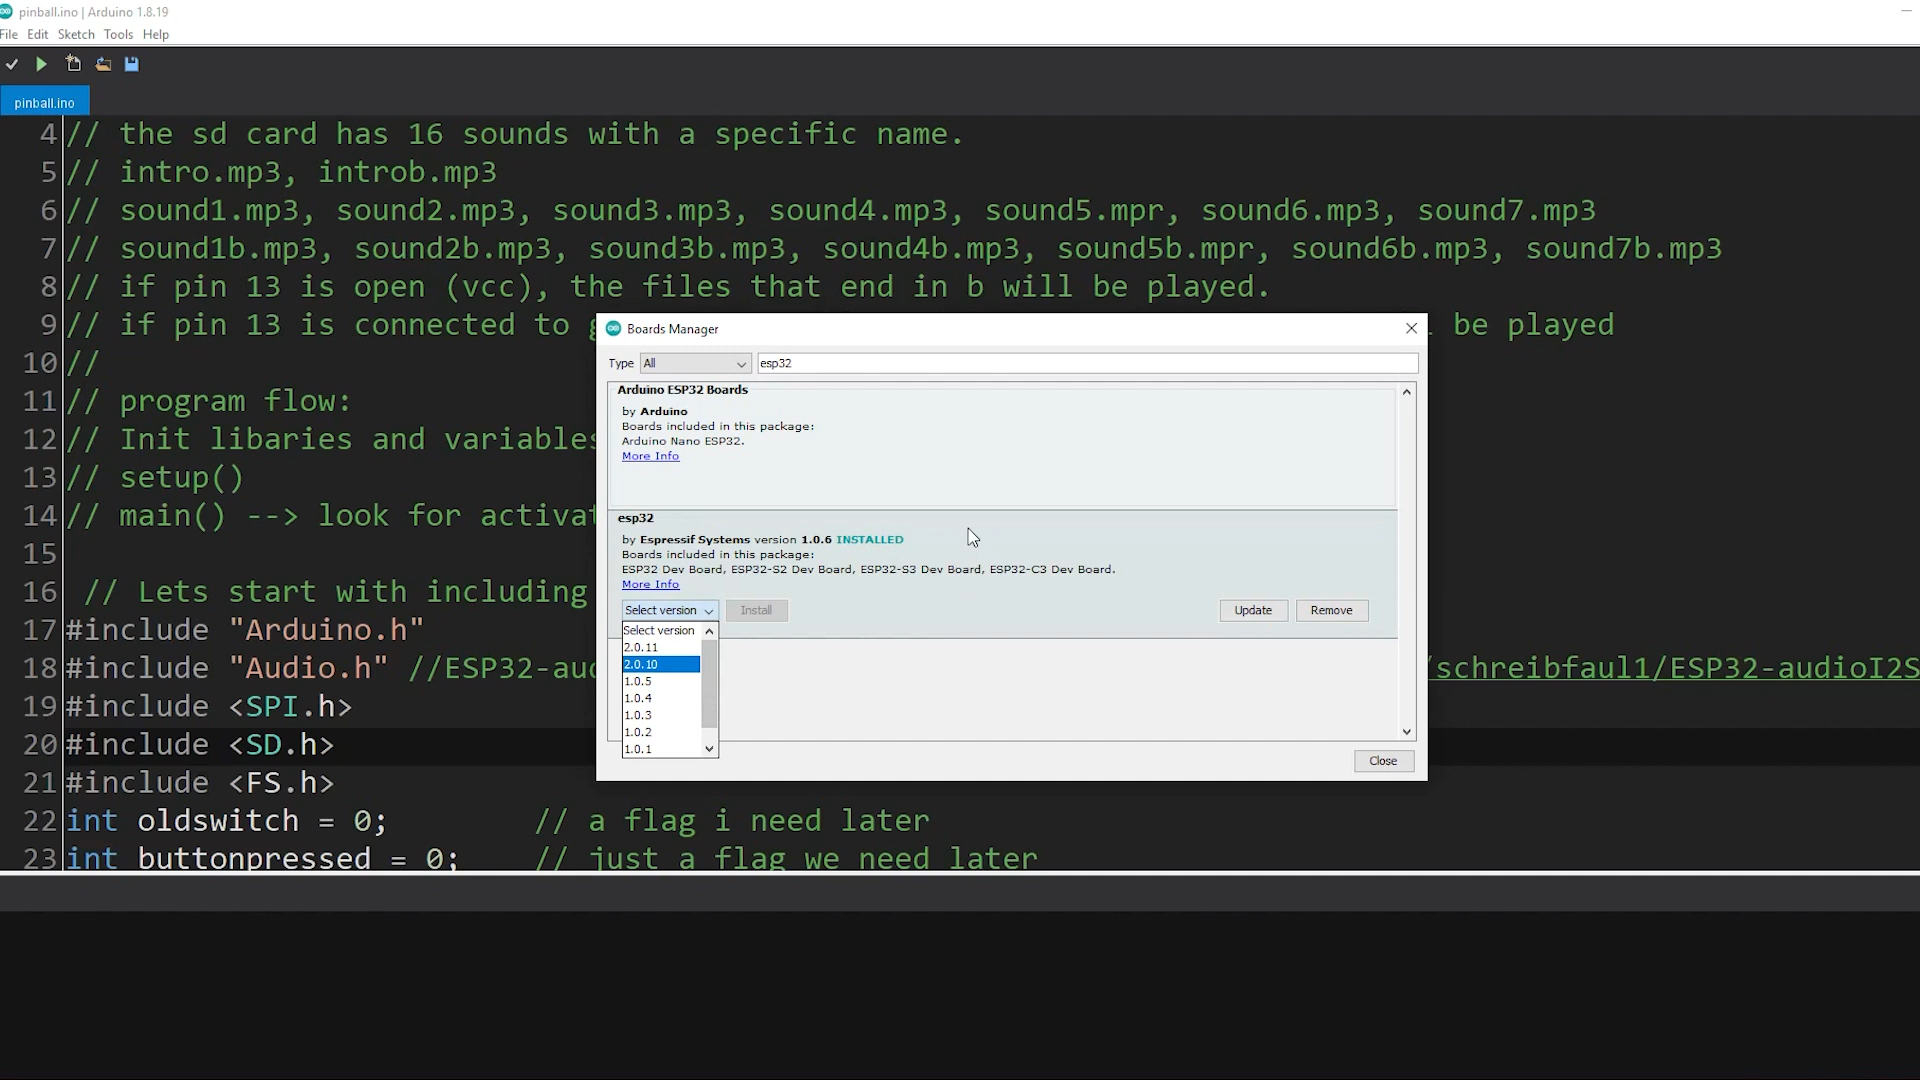 pinball.ino | Arduino 1.8.19
File Edit Sketch Tools Help
pinball.ino
4 // the sd card has 16 sounds with a specific name.
5 // intro.mp3, introb.mp3
6 // sound1.mp3, sound2.mp3, sound3.mp3, sound4.mp3, sound5.mpr, sound6.mp3, sound7.mp3
7 // sound1b.mp3, sound2b.mp3, sound3b.mp3, sound4b.mp3, sound5b.mpr, sound6b.mp3, sound7b.mp3
8 // if pin 13 is open (vcc), the files that end in b will be played.
9 // if pin 13 is connected to be played
10 //
11 // program flow:
12 // Init libaries and variables
13 // setup()
14 // main() --> look for activat
15
16 // Lets start with including
17 #include "Arduino.h"
18 #include "Audio.h" //ESP32-aud /schreibfaul1/ESP32-audioI2S
19 #include <SPI.h>
20 #include <SD.h>
21 #include <FS.h>
22 int oldswitch = 0; // a flag i need later
23 int buttonpressed = 0; // just a flag we need later
Boards Manager
Type All esp32
Arduino ESP32 Boards
by Arduino
Boards included in this package:
Arduino Nano ESP32.
More Info
esp32
by Espressif Systems version 1.0.6 INSTALLED
Boards included in this package:
ESP32 Dev Board, ESP32-S2 Dev Board, ESP32-S3 Dev Board, ESP32-C3 Dev Board.
More Info
Select version Install Update Remove
Select version
2.0.11
2.0.10
1.0.5
1.0.4
1.0.3
1.0.2
1.0.1
Close